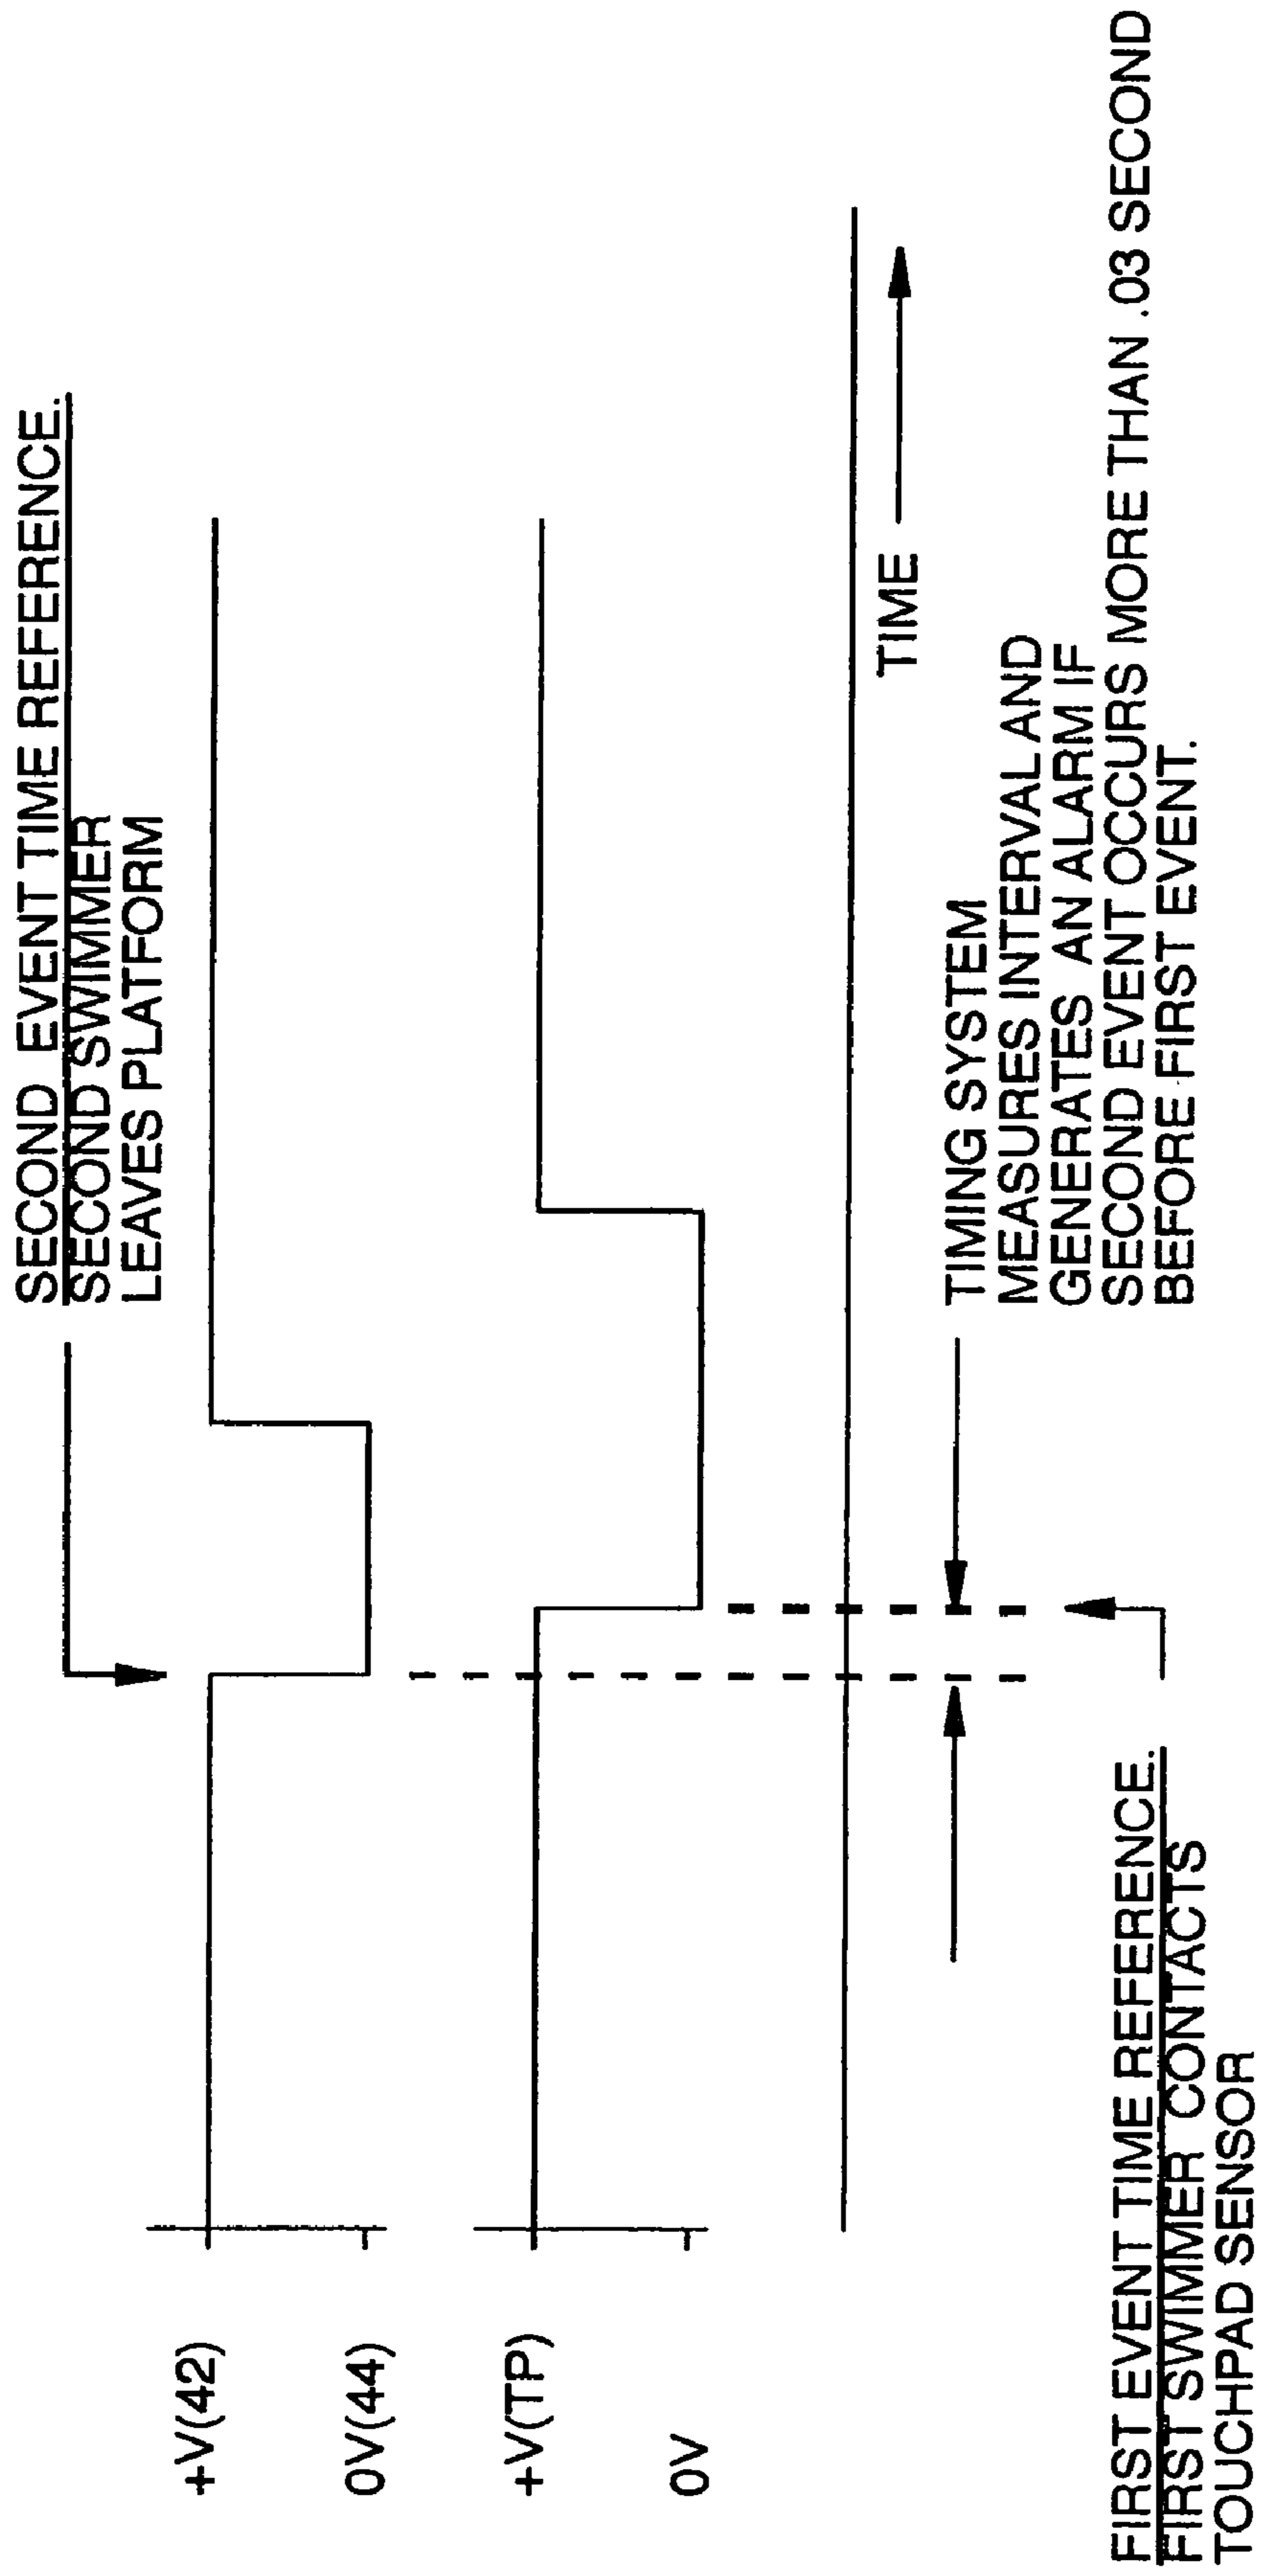 SECOND EVENT TIME REFERENCE.
SECOND SWIMMER
LEAVES PLATFORM
+V(42)
0V(44)
+V(TP)
0V
TIME
TIMING SYSTEM
MEASURES INTERVAL AND
GENERATES AN ALARM IF
SECOND EVENT OCCURS MORE THAN .03 SECOND
BEFORE FIRST EVENT.
FIRST EVENT TIME REFERENCE.
FIRST SWIMMER CONTACTS
TOUCHPAD SENSOR